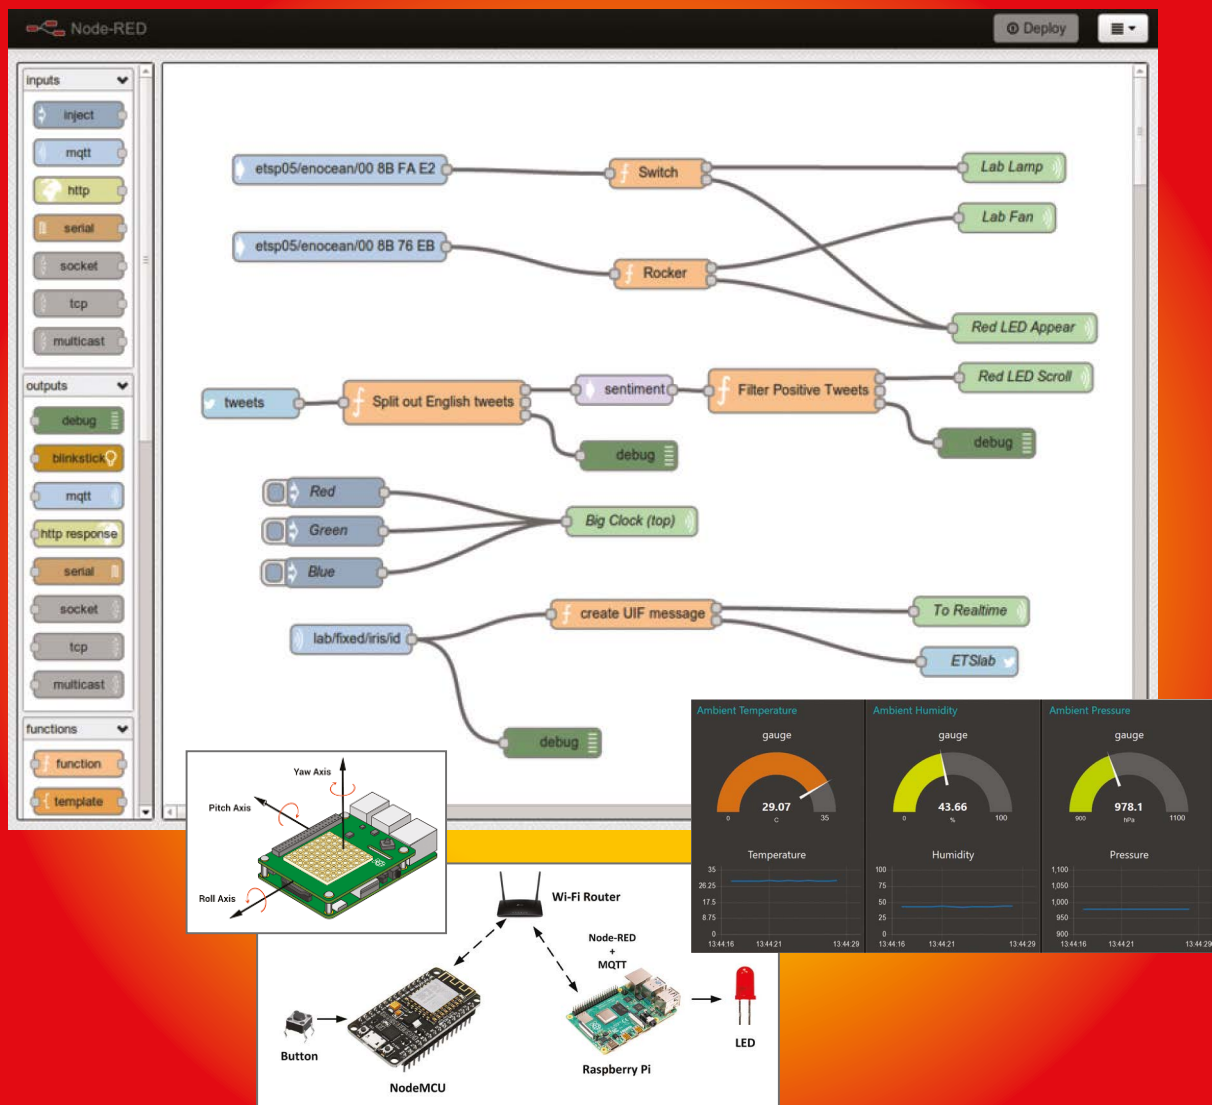 Node-RED
Deploy
inputs
inject
mqtt
http
serial
socket
tcp
multicast
outputs
debug
blinkstick
mqtt
http response
serial
socket
tcp
multicast
functions
function
template
etsp05/enocean/00 8B FA E2
Switch
Lab Lamp
Lab Fan
etsp05/enocean/00 8B 76 EB
Rocker
Red LED Appear
tweets
Split out English tweets
sentiment
Filter Positive Tweets
Red LED Scroll
debug
debug
Red
Green
Blue
Big Clock (top)
lab/fixed/iris/id
create UIF message
To Realtime
ETSlab
debug
Yaw Axis
Pitch Axis
Roll Axis
Ambient Temperature
gauge
29.07
C
0
35
Temperature
35
26.25
17.5
8.75
0
13:44:16
13:44:21
13:44:29
Ambient Humidity
gauge
43.66
%
0
100
Humidity
100
75
50
25
0
13:44:16
13:44:21
13:44:29
Ambient Pressure
gauge
978.1
hPa
900
1100
Pressure
1,100
1,050
1,000
950
900
13:44:16
13:44:21
13:44:29
Wi-Fi Router
Node-RED
+
MQTT
Button
NodeMCU
Raspberry Pi
LED